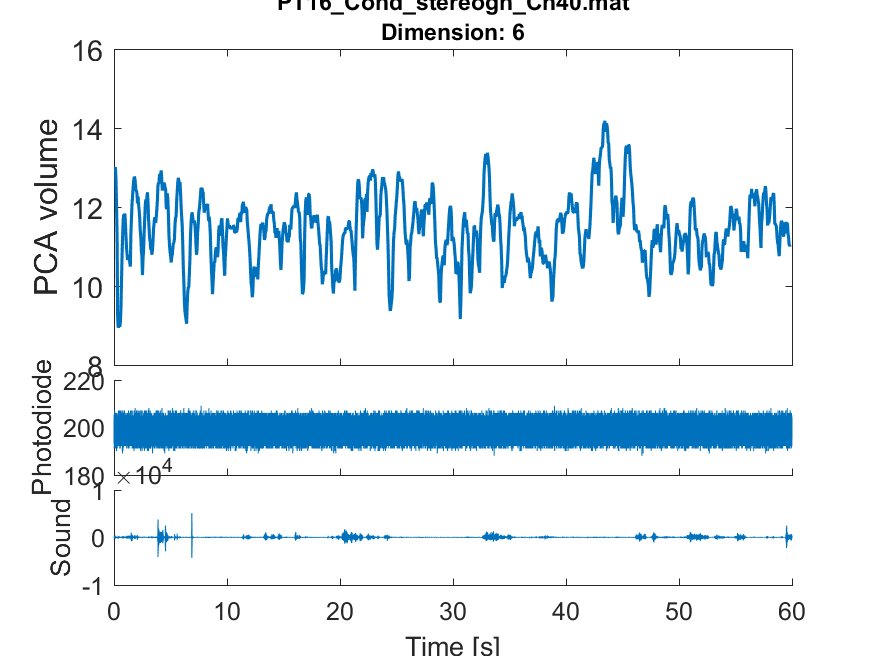 PT16_Cond_stereogn_Ch40.mat
Dimension: 6
16
14
12
10
8
PCA volume
220
200
180
Photodiode
×10⁴
1
0
-1
Sound
0 10 20 30 40 50 60
Time [s]